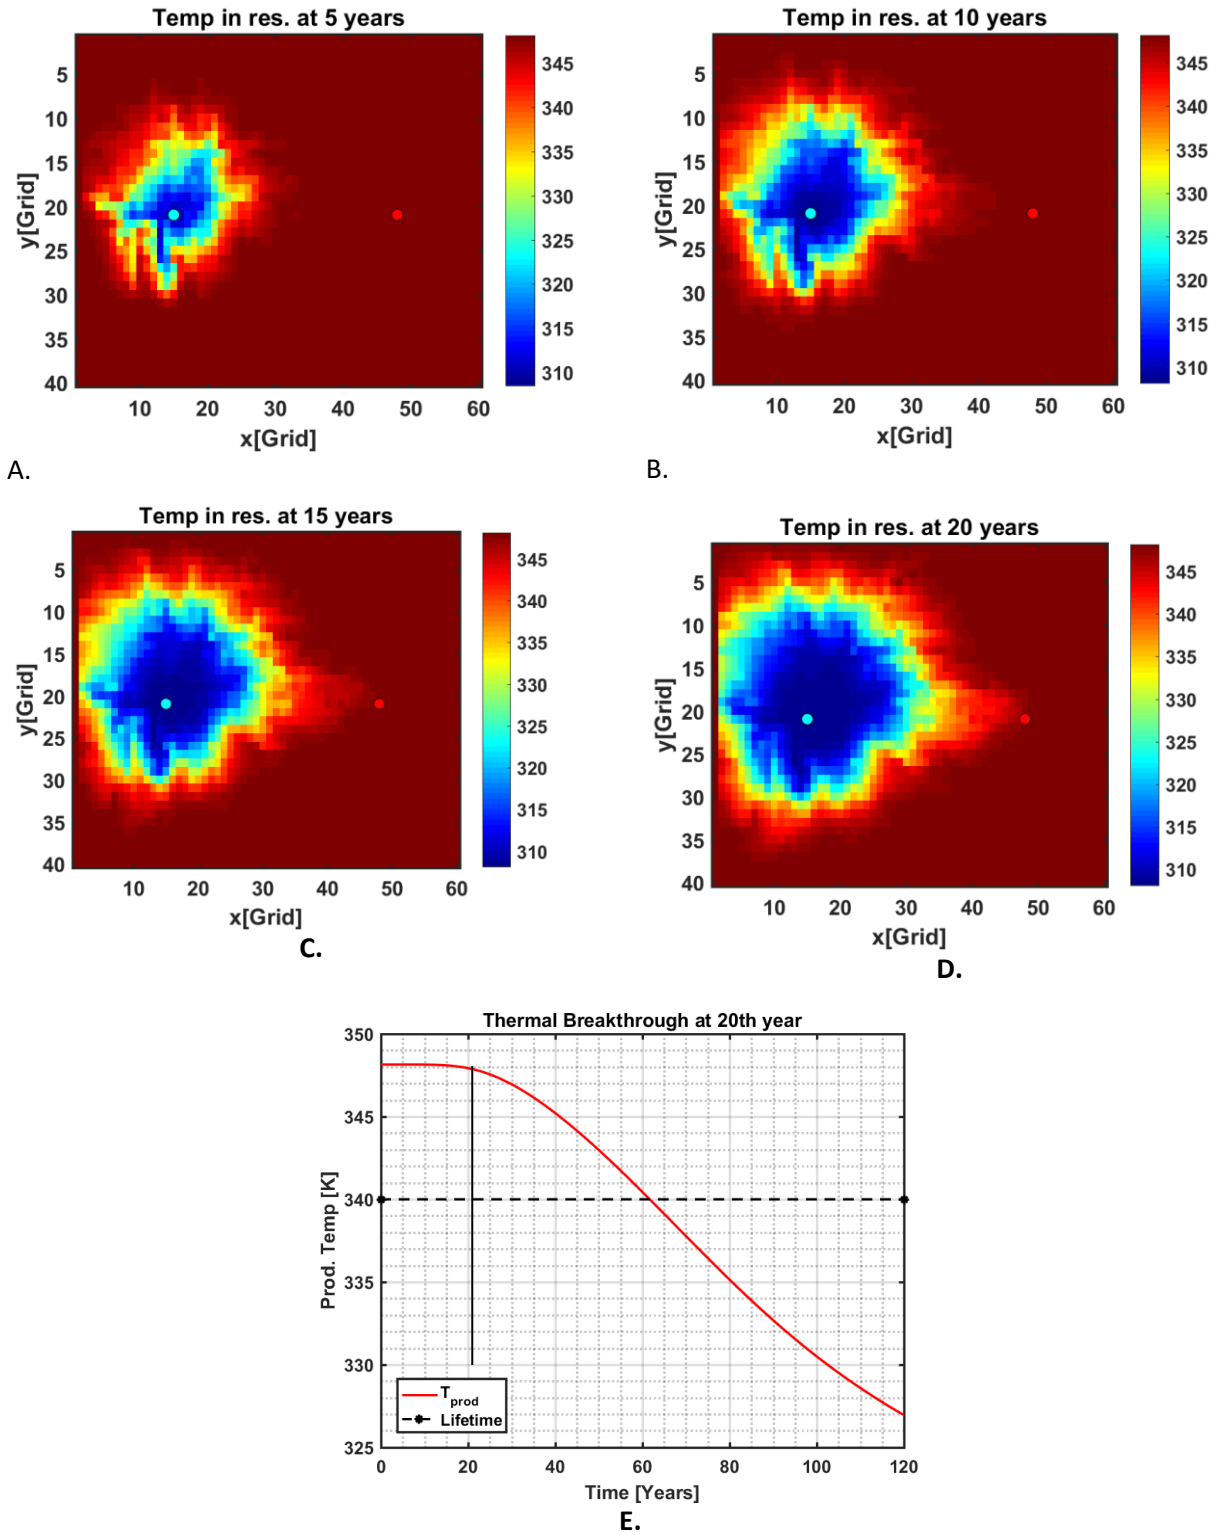 Temp in res. at 5 years
5
10
15
20
25
30
35
40
y[Grid]
10 20 30 40 50 60
x[Grid]
345
340
335
330
325
320
315
310
A.
Temp in res. at 10 years
5
10
15
20
25
30
35
40
y[Grid]
10 20 30 40 50 60
x[Grid]
345
340
335
330
325
320
315
310
B.
Temp in res. at 15 years
5
10
15
20
25
30
35
40
y[Grid]
10 20 30 40 50 60
x[Grid]
345
340
335
330
325
320
315
310
C.
Temp in res. at 20 years
5
10
15
20
25
30
35
40
y[Grid]
10 20 30 40 50 60
x[Grid]
345
340
335
330
325
320
315
310
D.
Thermal Breakthrough at 20th year
350
345
340
335
330
325
Prod. Temp [K]
T_prod
Lifetime
0 20 40 60 80 100 120
Time [Years]
E.